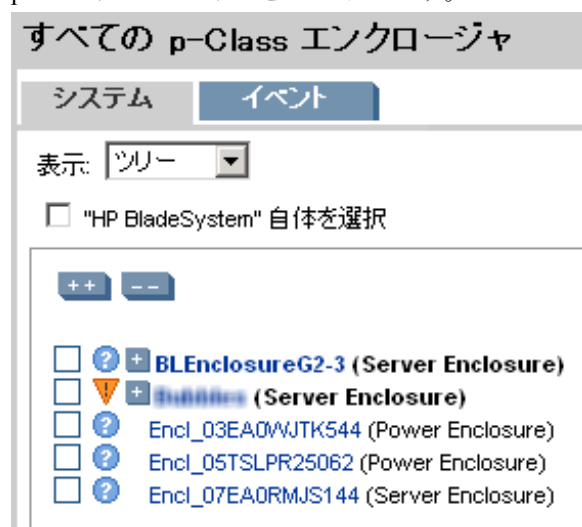 すべての p-Class エンクロージャ
システム イベント
表示: ツリー
"HP BladeSystem" 自体を選択
++ --
BLEnclosureG2-3 (Server Enclosure)
(Server Enclosure)
Encl_03EA0WJTK544 (Power Enclosure)
Encl_05TSLPR25062 (Power Enclosure)
Encl_07EA0RMJS144 (Server Enclosure)